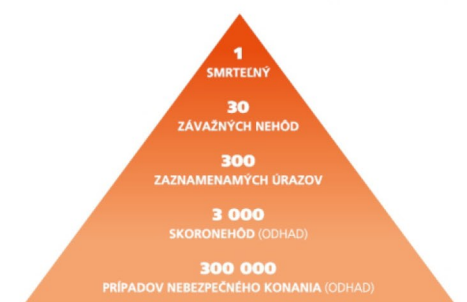 1
SMRTEĽNÝ
30
ZÁVAŽNÝCH NEHÔD
300
ZAZNAMENAMÝCH ÚRAZOV
3 000
SKORONEHÔD (ODHAD)
300 000
PRÍPADOV NEBEZPEČNÉHO KONANIA (ODHAD)